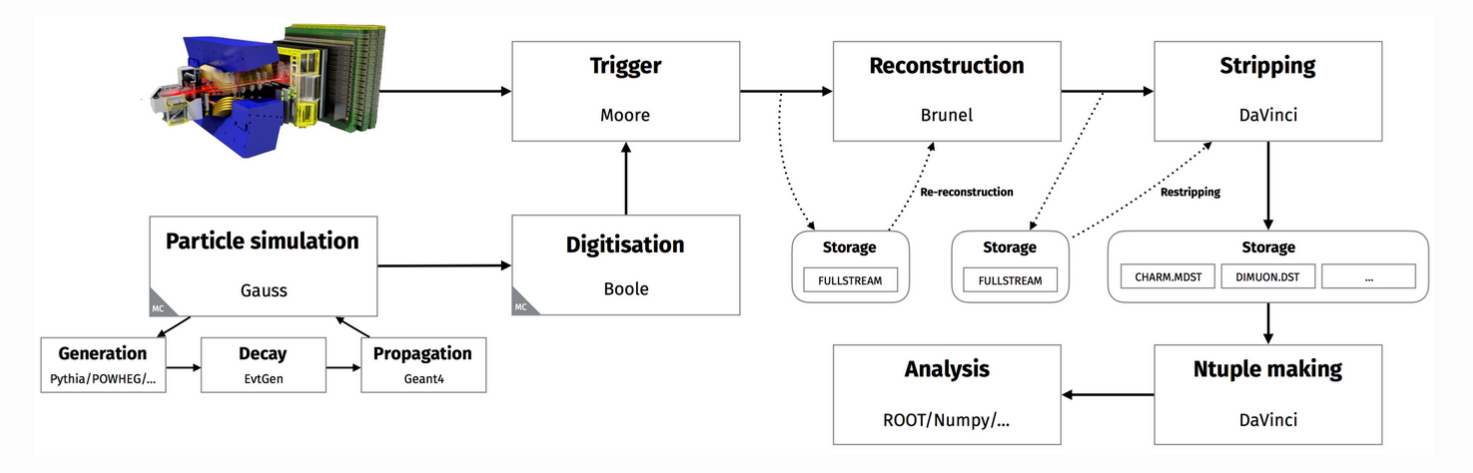 Trigger
Moore
Reconstruction
Brunel
Stripping
DaVinci
Re-reconstruction
Restripping
Particle simulation
Gauss
MC
Digitisation
Boole
MC
Storage
FULLSTREAM
Storage
FULLSTREAM
Storage
CHARM.MDST DIMUON.DST ...
Generation
Pythia/POWHEG/...
Decay
EvtGen
Propagation
Geant4
Analysis
ROOT/Numpy/...
Ntuple making
DaVinci